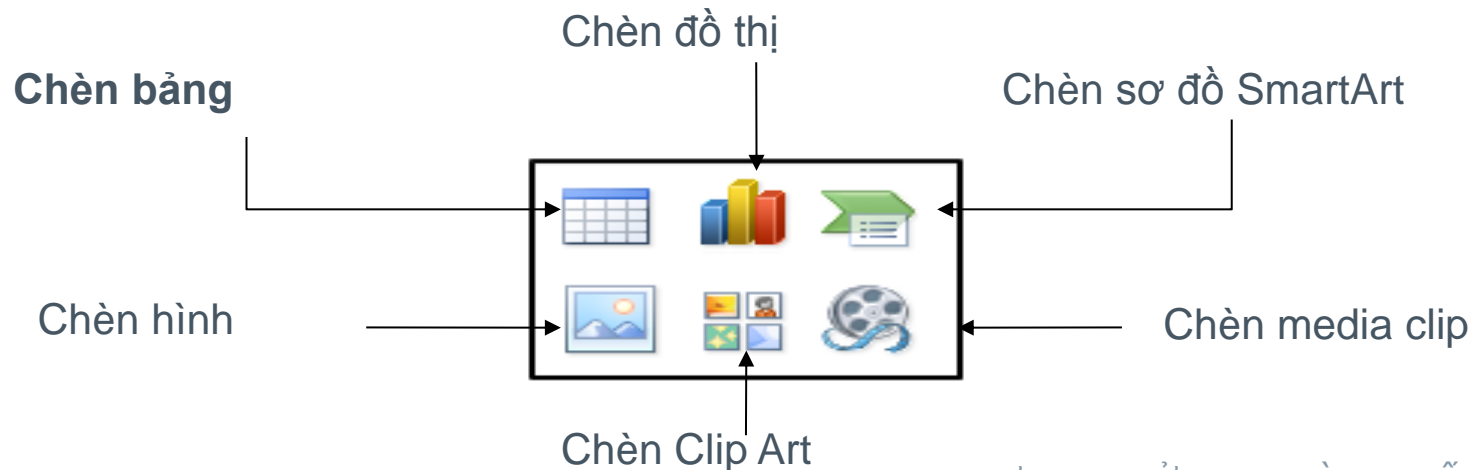 Chèn đồ thị
Chèn bảng
Chèn sơ đồ SmartArt
Chèn hình
Chèn media clip
Chèn Clip Art